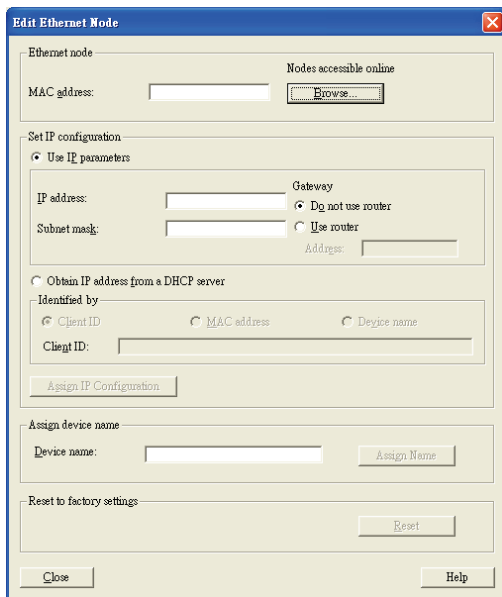 Edit Ethernet Node
Ethernet node
Nodes accessible online
MAC address:
Browse...
Set IP configuration
Use IP parameters
Gateway
IP address:
Do not use router
Subnet mask:
Use router
Address:
Obtain IP address from a DHCP server
Identified by
Client ID
MAC address
Device name
Client ID:
Assign IP Configuration
Assign device name
Device name:
Assign Name
Reset to factory settings
Reset
Close
Help